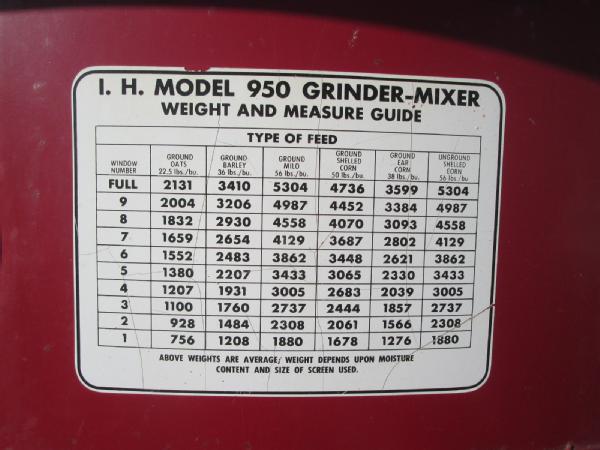 I. H. MODEL 950 GRINDER-MIXER
WEIGHT AND MEASURE GUIDE
TYPE OF FEED
WINDOW NUMBER | GROUND OATS 22.5 lbs./bu. | GROUND BARLEY 36 lbs./bu. | GROUND MILO 56 lbs./bu. | GROUND SHELLED CORN 50 lbs./bu. | GROUND EAR CORN 38 lbs./bu. | UNGROUND SHELLED CORN 56 lbs./bu
FULL 2131 3410 5304 4736 3599 5304
9 2004 3206 4987 4452 3384 4987
8 1832 2930 4558 4070 3093 4558
7 1659 2654 4129 3687 2802 4129
6 1552 2483 3862 3448 2621 3862
5 1380 2207 3433 3065 2330 3433
4 1207 1931 3005 2683 2039 3005
3 1100 1760 2737 2444 1857 2737
2 928 1484 2308 2061 1566 2308
1 756 1208 1880 1678 1276 1880
ABOVE WEIGHTS ARE AVERAGE/ WEIGHT DEPENDS UPON MOISTURE
CONTENT AND SIZE OF SCREEN USED.